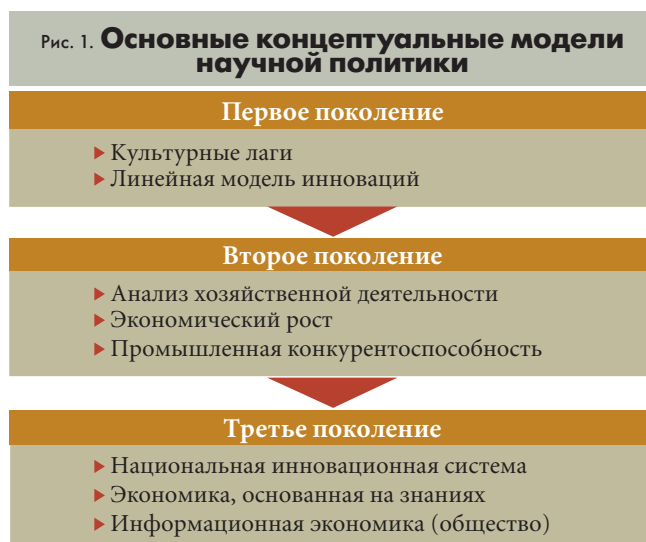 Рис. 1. Основные концептуальные модели
научной политики
Первое поколение
Культурные лаги
Линейная модель инноваций
Второе поколение
Анализ хозяйственной деятельности
Экономический рост
Промышленная конкурентоспособность
Третье поколение
Национальная инновационная система
Экономика, основанная на знаниях
Информационная экономика (общество)